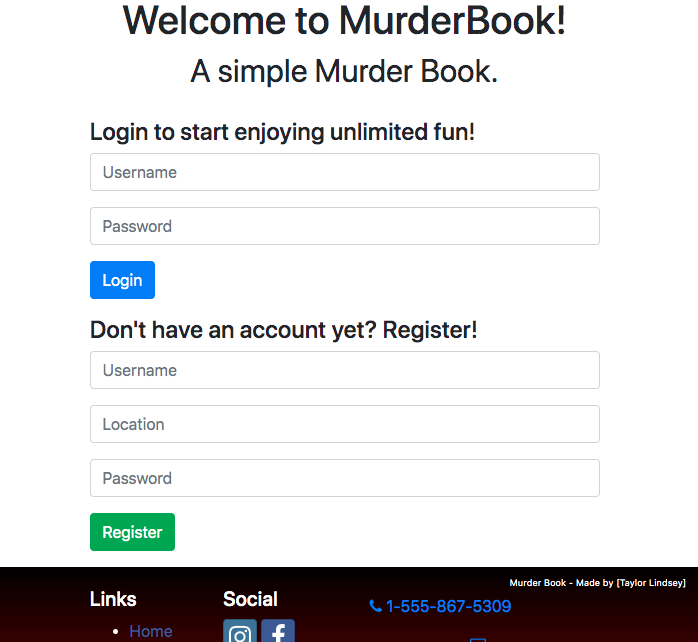 Welcome to MurderBook!
A simple Murder Book.
Login to start enjoying unlimited fun!
Username
Password
Login
Don't have an account yet? Register!
Username
Location
Password
Register
Murder Book - Made by [Taylor Lindsey]
Links
Social
1-555-867-5309
Home